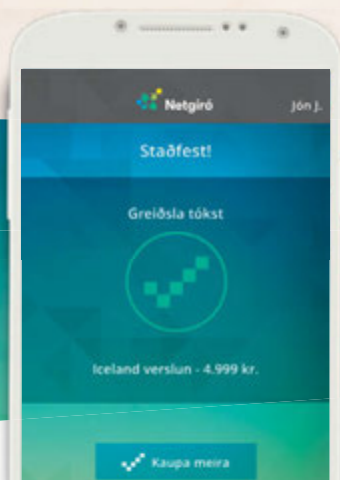 Netgíró
Jón J.
Staðfest!
Greiðsla tókst
Iceland verslun - 4.999 kr.
Kaupa meira